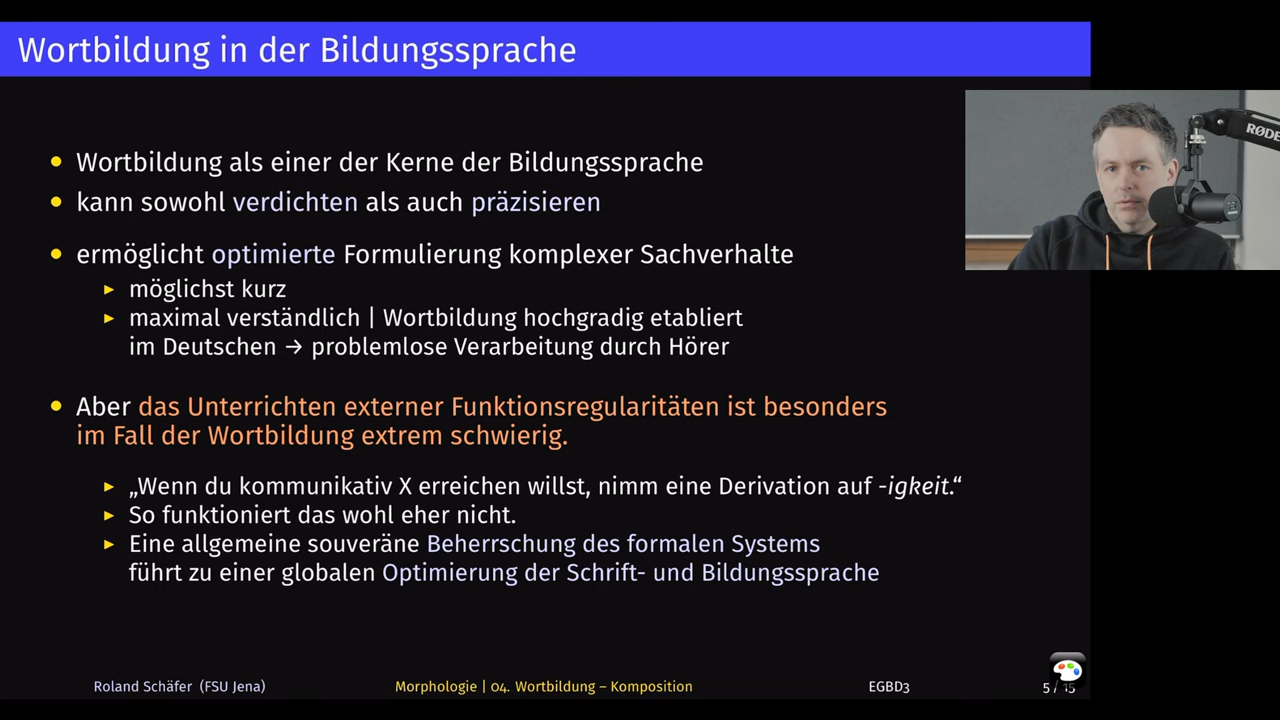 Wortbildung in der Bildungssprache
RØDE
• Wortbildung als einer der Kerne der Bildungssprache
• kann sowohl verdichten als auch präzisieren
• ermöglicht optimierte Formulierung komplexer Sachverhalte
▸ möglichst kurz
▸ maximal verständlich | Wortbildung hochgradig etabliert
im Deutschen → problemlose Verarbeitung durch Hörer
• Aber das Unterrichten externer Funktionsregularitäten ist besonders
im Fall der Wortbildung extrem schwierig.
▸ „Wenn du kommunikativ X erreichen willst, nimm eine Derivation auf -igkeit.“
▸ So funktioniert das wohl eher nicht.
▸ Eine allgemeine souveräne Beherrschung des formalen Systems
führt zu einer globalen Optimierung der Schrift- und Bildungssprache
Roland Schäfer (FSU Jena) Morphologie | 04. Wortbildung – Komposition EGBD3 5 / 15